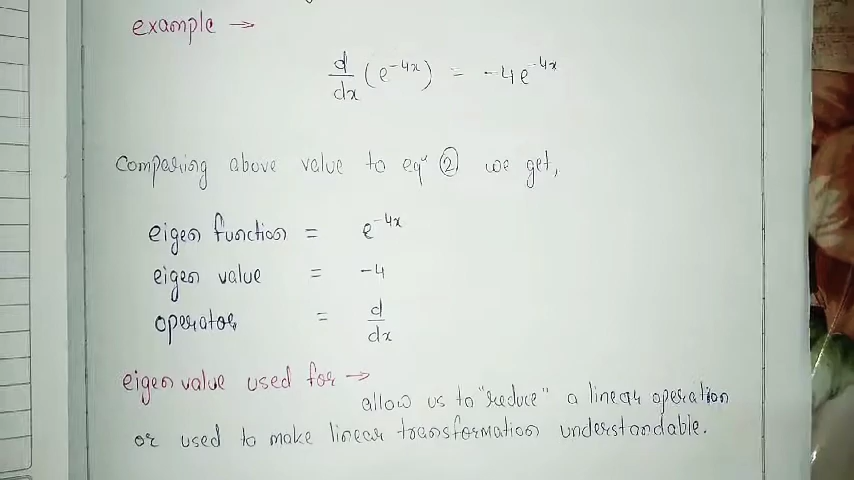 example →
d/dx (e^-4x) = -4e^-4x
Comparing above value to eqⁿ ② we get,
eigen function = e^-4x
eigen value = -4
operator = d/dx
eigen value used for →
allow us to "reduce" a linear operation
or used to make linear transformation understandable.